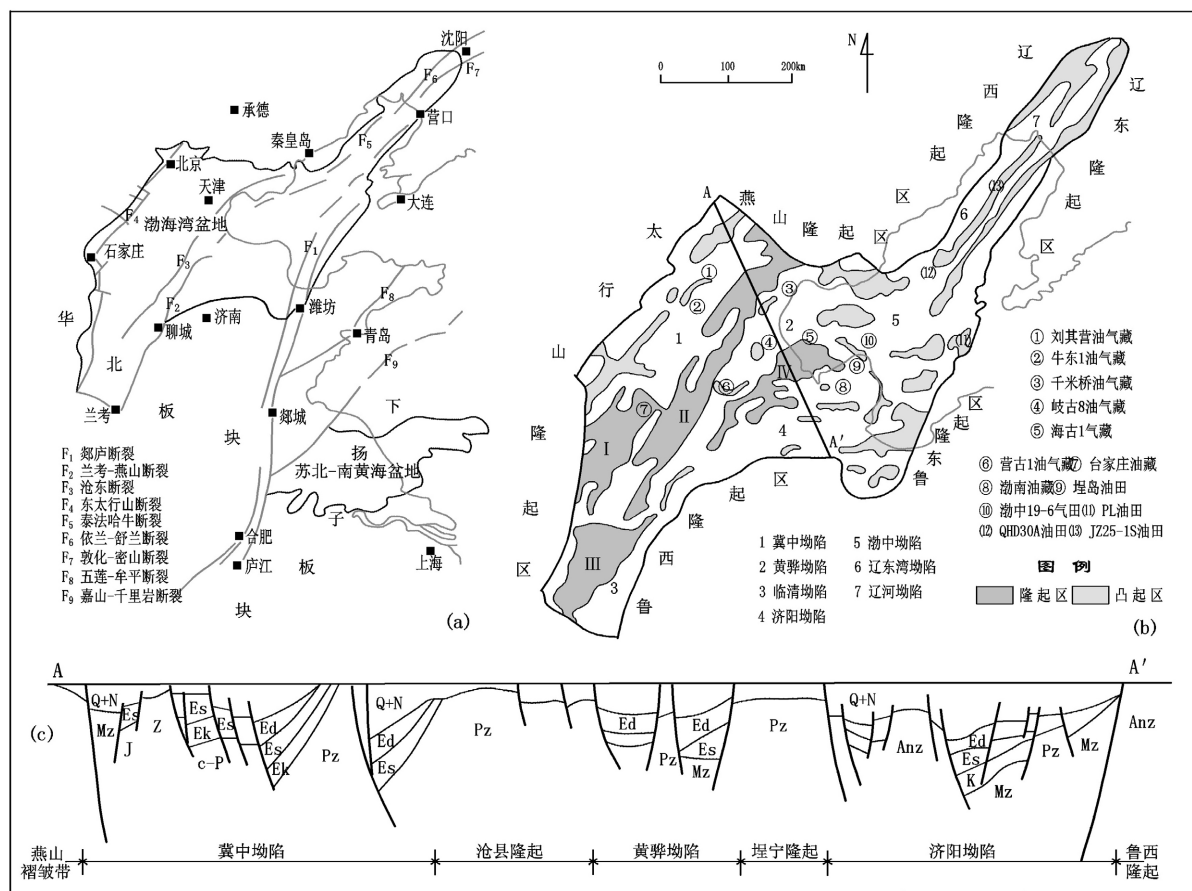 沈阳
F6
F7
承德
营口
秦皇岛
F5
北京
天津
大连
F4
渤海湾盆地
石家庄
F1
F3
F8
F2
潍坊
华
聊城
济南
青岛
F9
北
兰考
板
下
郯城
扬
块
苏北-南黄海盆地
子
合肥
上海
庐江
板
块
F1 郯庐断裂
F2 兰考-燕山断裂
F3 沧东断裂
F4 东太行山断裂
F5 泰法哈牛断裂
F6 依兰-舒兰断裂
F7 敦化-密山断裂
F8 五莲-牟平断裂
F9 嘉山-千里岩断裂
(a)
N
0 100 200km
辽西隆起区
辽东隆起区
7
⒀
6
⑿
A
燕山隆起区
太行山隆起区
①
②
③
1
2
5
④
⑤
⑩
⑾
⑨
Ⅳ
⑧
⑥
⑦
Ⅱ
Ⅰ
4
A′
Ⅲ
3
鲁西隆起区
鲁东隆起区
① 刘其营油气藏
② 牛东1油气藏
③ 千米桥油气藏
④ 岐古8油气藏
⑤ 海古1气藏
⑥ 营古1油气藏⑦ 台家庄油藏
⑧ 渤南油藏⑨ 埕岛油田
⑩ 渤中19-6气田⑾ PL油田
⑿ QHD30A油田⒀ JZ25-1S油田
1 冀中坳陷 5 渤中坳陷
2 黄骅坳陷 6 辽东湾坳陷
3 临清坳陷 7 辽河坳陷
4 济阳坳陷
图 例
隆起区 凸起区
(b)
A A′
(c)
Q+N Es Es Q+N Ed Ed Q+N
Mz J Z Ek Es Ed Pz Pz Ed Es Pz Anz Ed Pz Mz Anz
c-P Es Ek Pz Ed Es Mz Es K Mz
燕山褶皱带 冀中坳陷 沧县隆起 黄骅坳陷 埕宁隆起 济阳坳陷 鲁西隆起